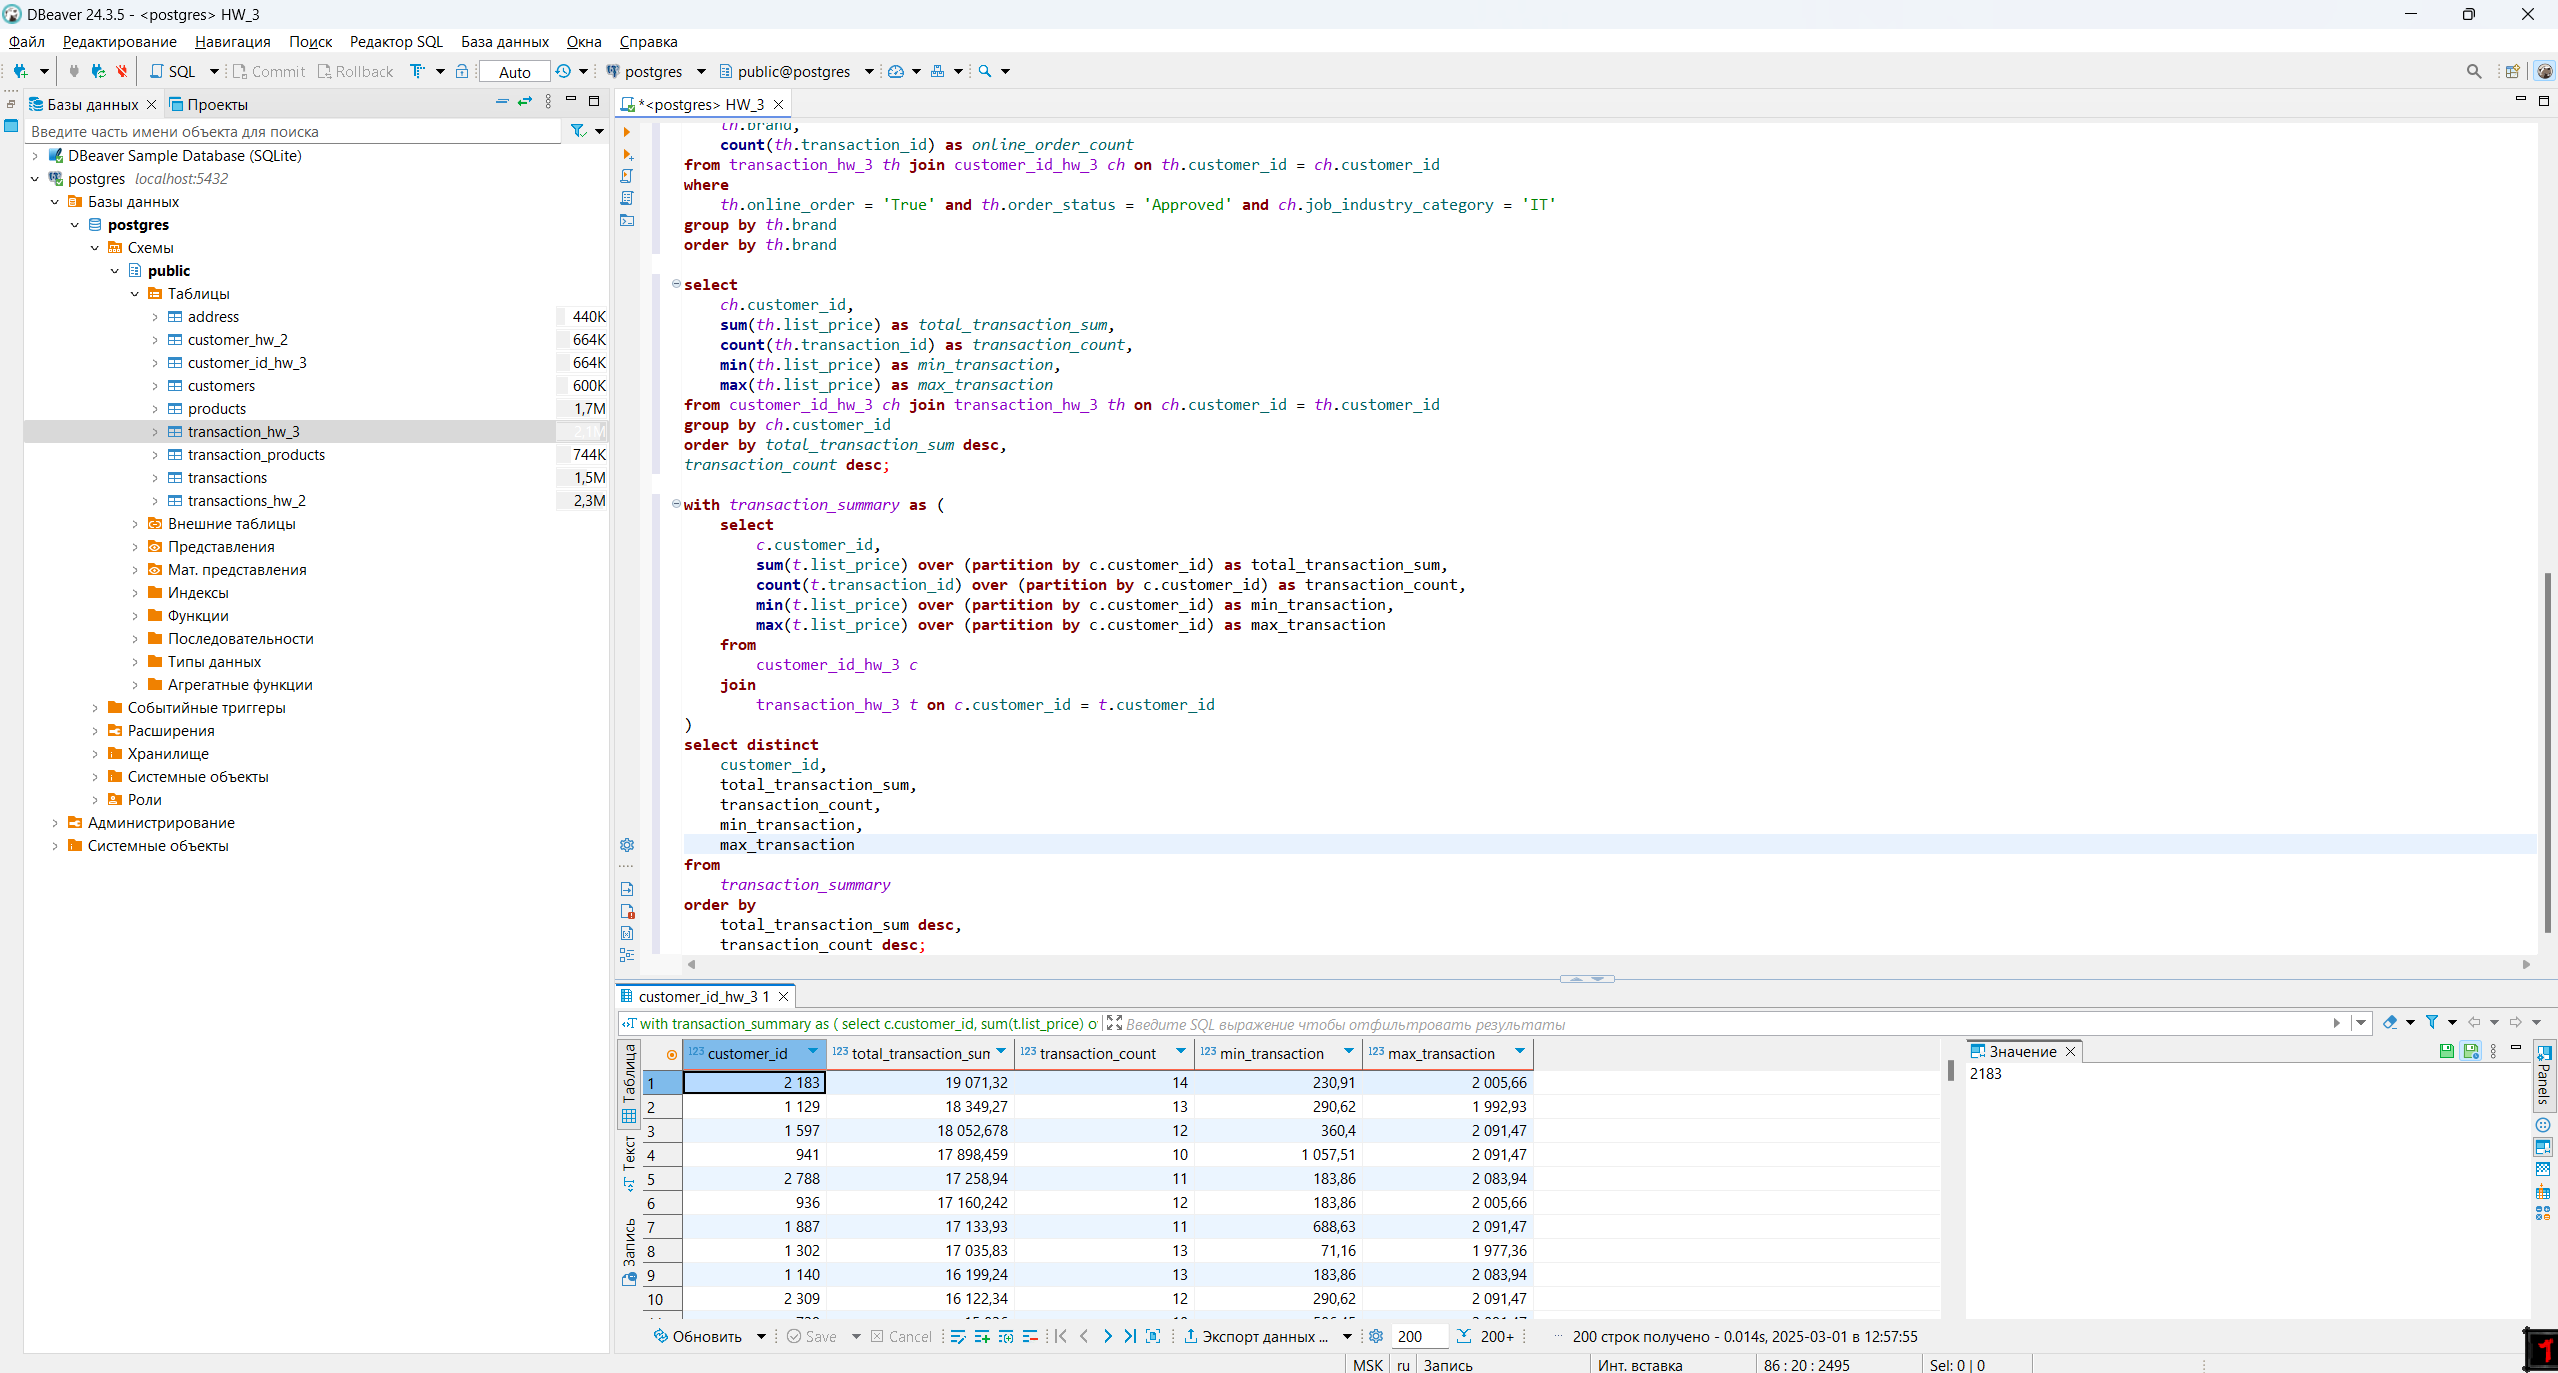 DBeaver 24.3.5 - <postgres> HW_3
Файл Редактирование Навигация Поиск Редактор SQL База данных Окна Справка
SQL Commit Rollback Auto postgres public@postgres
Базы данных Проекты
Введите часть имени объекта для поиска
DBeaver Sample Database (SQLite)
postgres localhost:5432
Базы данных
postgres
Схемы
public
Таблицы
address 440K
customer_hw_2 664K
customer_id_hw_3 664K
customers 600K
products 1,7M
transaction_hw_3 2,1M
transaction_products 744K
transactions 1,5M
transactions_hw_2 2,3M
Внешние таблицы
Представления
Мат. представления
Индексы
Функции
Последовательности
Типы данных
Агрегатные функции
Событийные триггеры
Расширения
Хранилище
Системные объекты
Роли
Администрирование
Системные объекты
*<postgres> HW_3
th.brand,
count(th.transaction_id) as online_order_count
from transaction_hw_3 th join customer_id_hw_3 ch on th.customer_id = ch.customer_id
where
th.online_order = 'True' and th.order_status = 'Approved' and ch.job_industry_category = 'IT'
group by th.brand
order by th.brand
select
ch.customer_id,
sum(th.list_price) as total_transaction_sum,
count(th.transaction_id) as transaction_count,
min(th.list_price) as min_transaction,
max(th.list_price) as max_transaction
from customer_id_hw_3 ch join transaction_hw_3 th on ch.customer_id = th.customer_id
group by ch.customer_id
order by total_transaction_sum desc,
transaction_count desc;
with transaction_summary as (
select
c.customer_id,
sum(t.list_price) over (partition by c.customer_id) as total_transaction_sum,
count(t.transaction_id) over (partition by c.customer_id) as transaction_count,
min(t.list_price) over (partition by c.customer_id) as min_transaction,
max(t.list_price) over (partition by c.customer_id) as max_transaction
from
customer_id_hw_3 c
join
transaction_hw_3 t on c.customer_id = t.customer_id
)
select distinct
customer_id,
total_transaction_sum,
transaction_count,
min_transaction,
max_transaction
from
transaction_summary
order by
total_transaction_sum desc,
transaction_count desc;
customer_id_hw_3 1
with transaction_summary as ( select c.customer_id, sum(t.list_price) o Введите SQL выражение чтобы отфильтровать результаты
Таблица
Текст
Запись
123 customer_id 123 total_transaction_sum 123 transaction_count 123 min_transaction 123 max_transaction
1 2 183 19 071,32 14 230,91 2 005,66
2 1 129 18 349,27 13 290,62 1 992,93
3 1 597 18 052,678 12 360,4 2 091,47
4 941 17 898,459 10 1 057,51 2 091,47
5 2 788 17 258,94 11 183,86 2 083,94
6 936 17 160,242 12 183,86 2 005,66
7 1 887 17 133,93 11 688,63 2 091,47
8 1 302 17 035,83 13 71,16 1 977,36
9 1 140 16 199,24 13 183,86 2 083,94
10 2 309 16 122,34 12 290,62 2 091,47
Значение
2183
Panels
Обновить Save Cancel Экспорт данных ... 200 200+ 200 строк получено - 0.014s, 2025-03-01 в 12:57:55
MSK ru Запись Инт. вставка 86 : 20 : 2495 Sel: 0 | 0